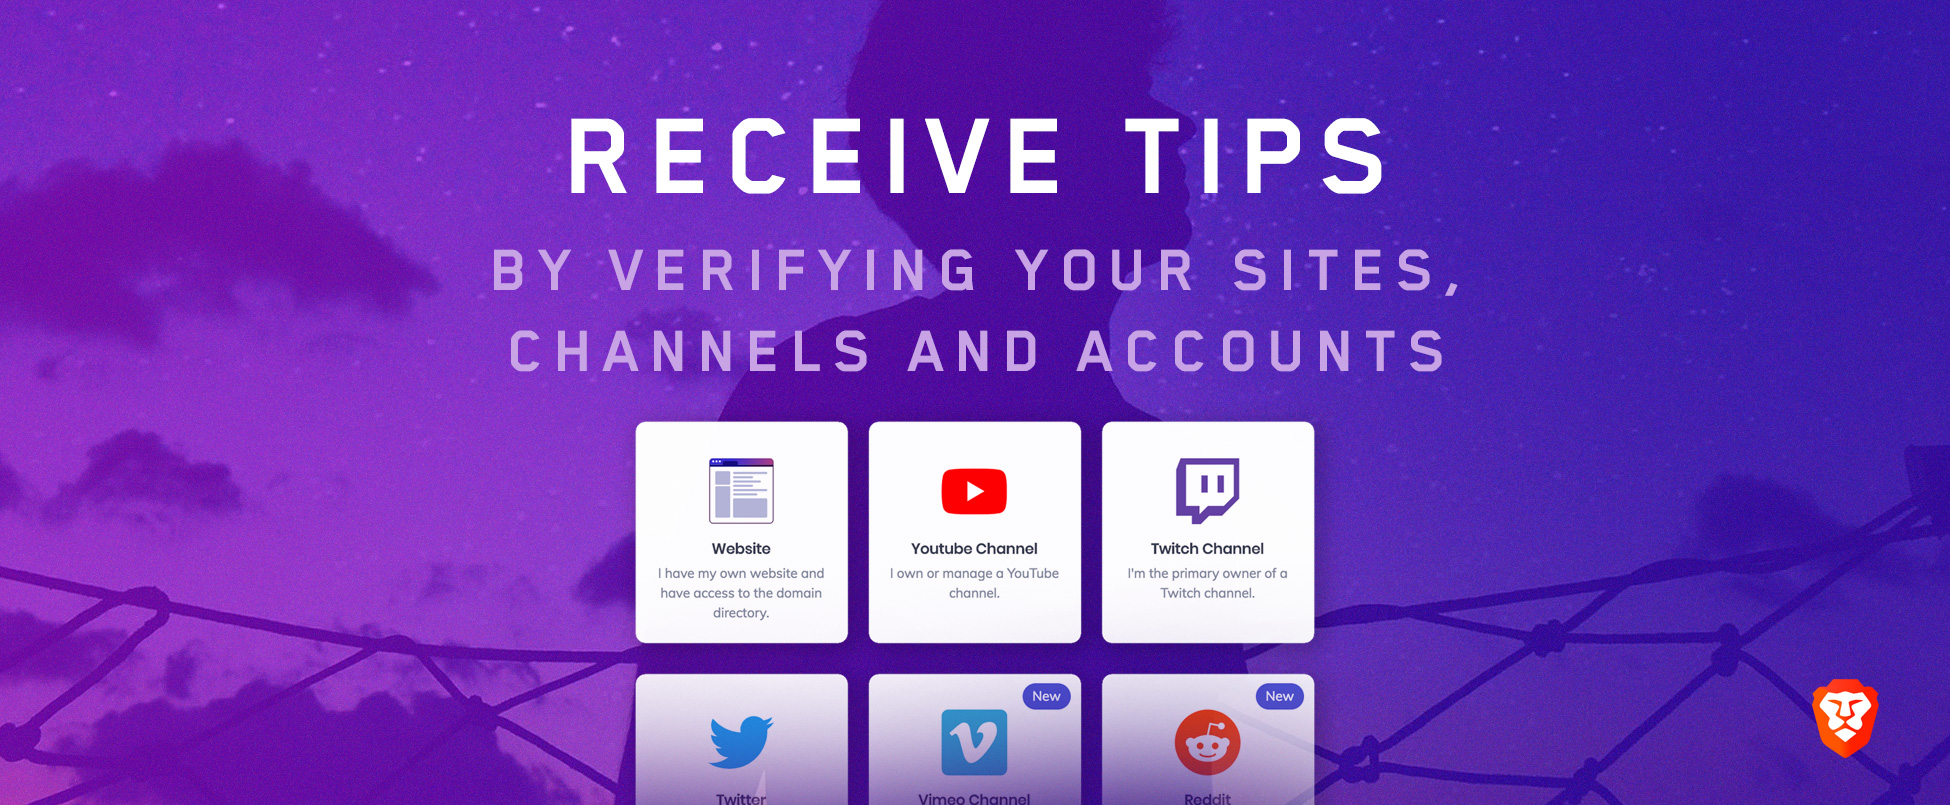 RECEIVE TIPS
BY VERIFYING YOUR SITES,
CHANNELS AND ACCOUNTS
Website
I have my own website and
have access to the domain
directory.
Youtube Channel
I own or manage a YouTube
channel.
Twitch Channel
I'm the primary owner of a
Twitch channel.
Twitter
New
Vimeo Channel
New
Reddit